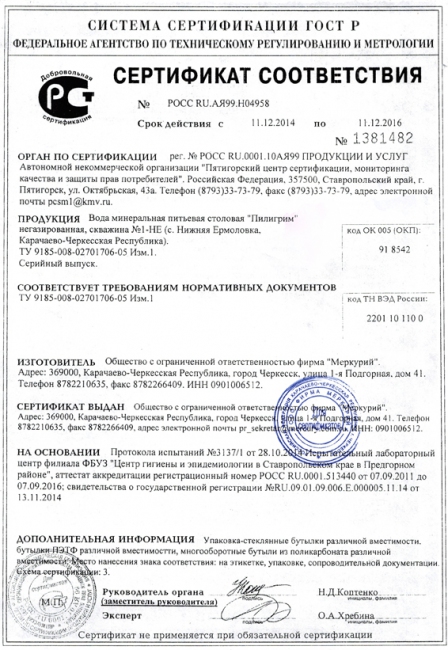 СИСТЕМА СЕРТИФИКАЦИИ ГОСТ Р
ФЕДЕРАЛЬНОЕ АГЕНТСТВО ПО ТЕХНИЧЕСКОМУ РЕГУЛИРОВАНИЮ И МЕТРОЛОГИИ
Добровольная
сертификация
СЕРТИФИКАТ СООТВЕТСТВИЯ
№ РОСС RU.АЯ99.Н04958
Срок действия с 11.12.2014 по 11.12.2016
№ 1381482
ОРГАН ПО СЕРТИФИКАЦИИ рег. № РОСС RU.0001.10АЯ99 ПРОДУКЦИИ И УСЛУГ
Автономной некоммерческой организации "Пятигорский центр сертификации, мониторинга
качества и защиты прав потребителей". Российская Федерация, 357500, Ставропольский край, г.
Пятигорск, ул. Октябрьская, 43а. Телефон (8793)33-73-79, факс (8793)33-73-79, адрес электронной
почты pcsm1@kmv.ru.
ПРОДУКЦИЯ Вода минеральная питьевая столовая "Пилигрим"
негазированная, скважина №1-НЕ (с. Нижняя Ермоловка,
Карачаево-Черкесская Республика).
ТУ 9185-008-02701706-05 Изм.1.
Серийный выпуск.
код ОК 005 (ОКП):
91 8542
СООТВЕТСТВУЕТ ТРЕБОВАНИЯМ НОРМАТИВНЫХ ДОКУМЕНТОВ
ТУ 9185-008-02701706-05 Изм.1
код ТН ВЭД России:
2201 10 110 0
ИЗГОТОВИТЕЛЬ Общество с ограниченной ответственностью фирма "Меркурий".
Адрес: 369000, Карачаево-Черкесская Республика, город Черкесск, улица 1-я Подгорная, дом 41.
Телефон 8782210635, факс 8782266409. ИНН 0901006512.
СЕРТИФИКАТ ВЫДАН Общество с ограниченной ответственностью фирма "Меркурий".
Адрес: 369000, Карачаево-Черкесская Республика, город Черкесск, улица 1-я Подгорная, дом 41. Телефон
8782210635, факс 8782266409, адрес электронной почты ИНН 0901006512.
НА ОСНОВАНИИ Протокола испытаний №3137/1 от 28.10.2014 Испытательный лабораторный
центр филиала ФБУЗ "Центр гигиены и эпидемиологии в Ставропольском крае в Предгорном
районе", аттестат аккредитации регистрационный номер РОСС RU.0001.513440 от 07.09.2011 до
07.09.2016; свидетельства о государственной регистрации №RU.09.01.09.006.Е.000005.11.14 от
13.11.2014
ДОПОЛНИТЕЛЬНАЯ ИНФОРМАЦИЯ Упаковка-стеклянные бутылки различной вместимости.
бутылки ПЭТФ различной вместимостти, многооборотные бутыли из поликарбоната различной
вместимости. Место нанесения знака соответствия: на этикетке, упаковке, сопроводительной документации.
Схема сертификации: 3.
Руководитель органа Н.Д.Коптенко
(заместитель руководителя)
М.П.
Эксперт О.А.Хребина
Сертификат не применяется при обязательной сертификации